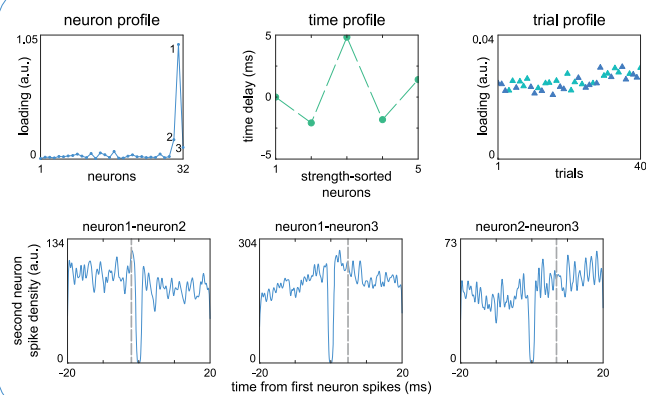 neuron profile
time profile
trial profile
1.05
loading (a.u.)
0
1
2
3
1
32
neurons
5
time delay (ms)
0
−5
1
5
strength-sorted
neurons
0.04
loading (a.u.)
0
1
40
trials
neuron1-neuron2
neuron1-neuron3
neuron2-neuron3
second neuron
spike density (a.u.)
134
0
−20
20
304
0
−20
20
73
0
−20
20
time from first neuron spikes (ms)